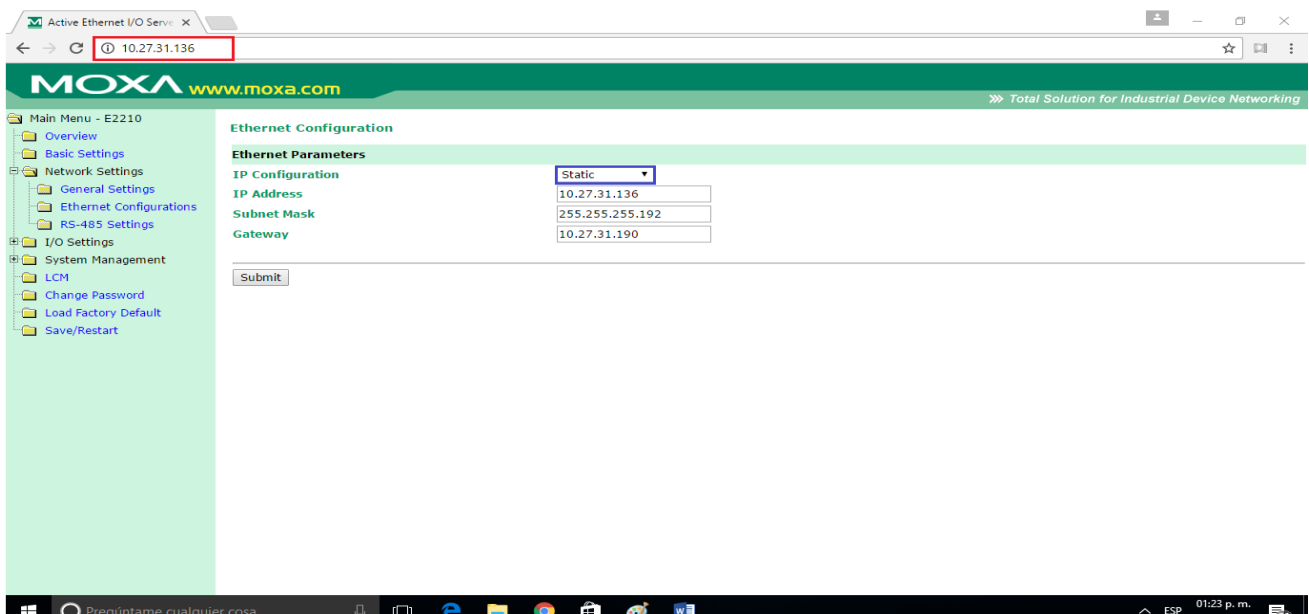 Active Ethernet I/O Serve
10.27.31.136
MOXA www.moxa.com
Total Solution for Industrial Device Networking
Main Menu - E2210
Overview
Basic Settings
Network Settings
General Settings
Ethernet Configurations
RS-485 Settings
I/O Settings
System Management
LCM
Change Password
Load Factory Default
Save/Restart
Ethernet Configuration
Ethernet Parameters
IP Configuration Static
IP Address 10.27.31.136
Subnet Mask 255.255.255.192
Gateway 10.27.31.190
Submit
Pregúntame cualquier cosa
ESP 01:23 p. m.